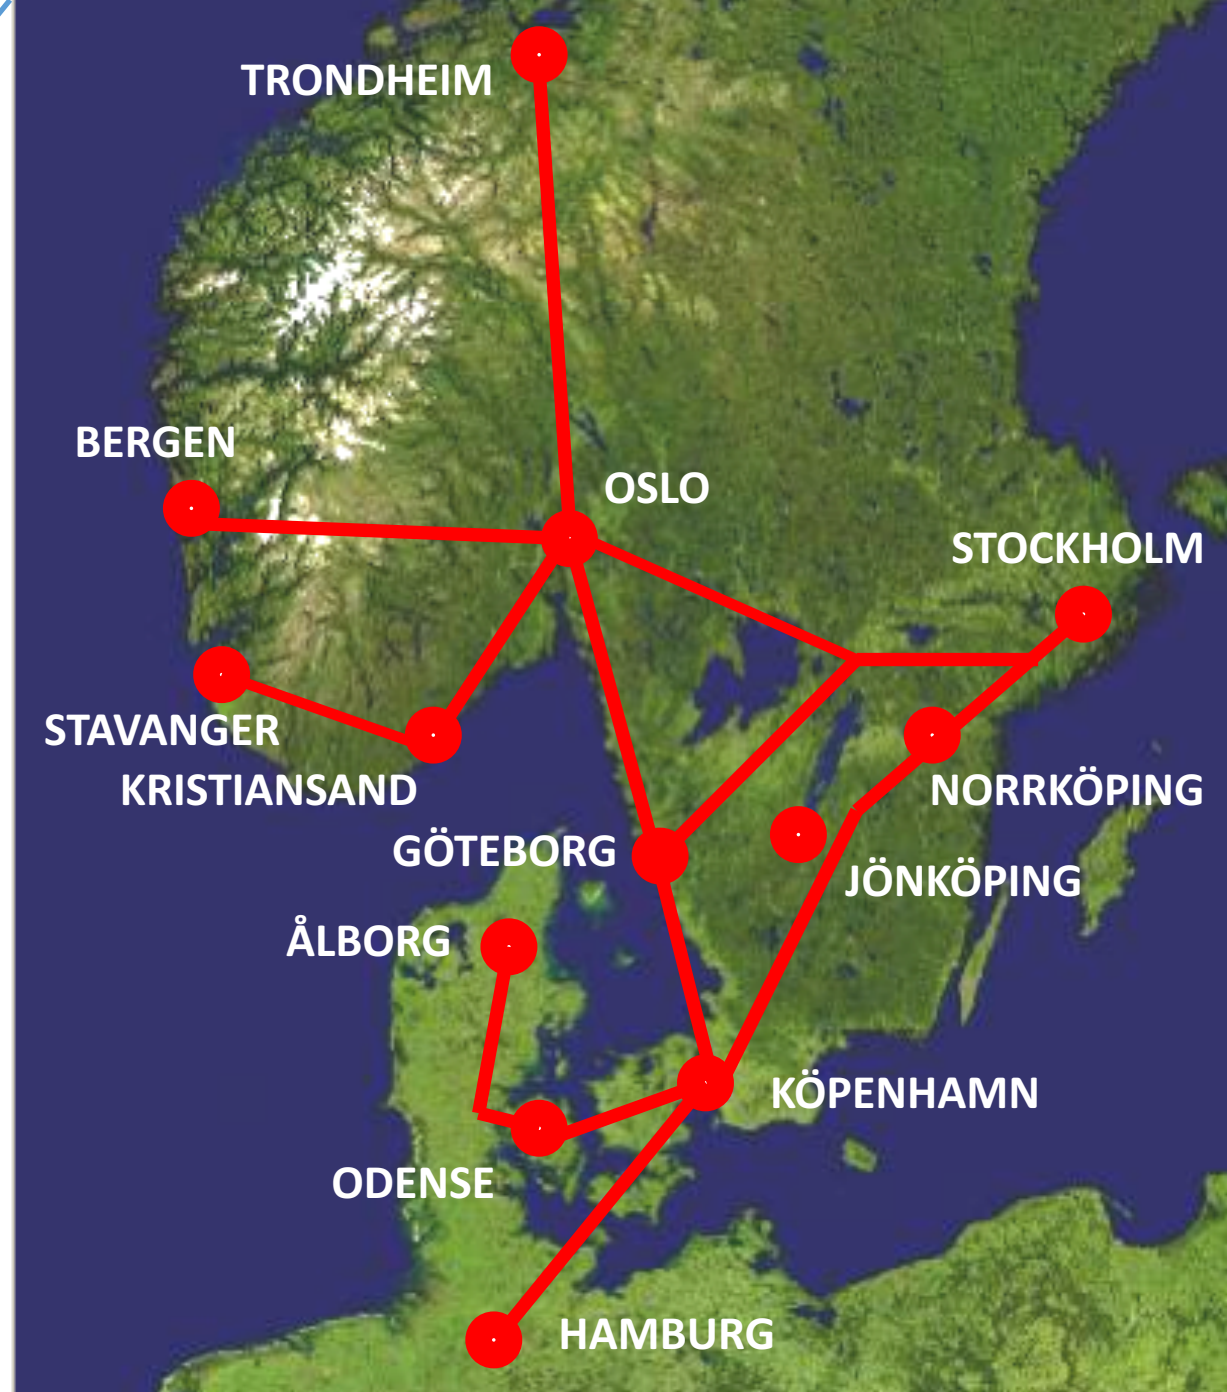 TRONDHEIM
BERGEN
OSLO
STOCKHOLM
STAVANGER
KRISTIANSAND
NORRKÖPING
GÖTEBORG
JÖNKÖPING
ÅLBORG
KÖPENHAMN
ODENSE
HAMBURG